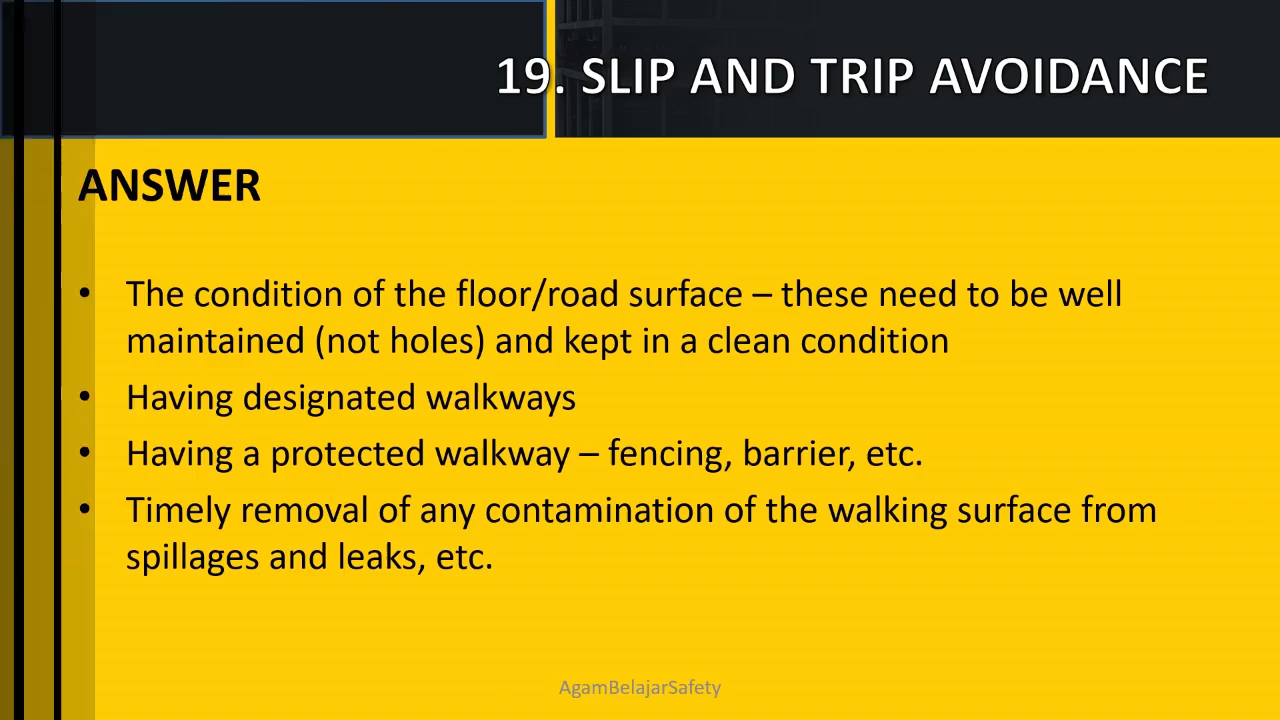 19. SLIP AND TRIP AVOIDANCE
ANSWER
• The condition of the floor/road surface – these need to be well
maintained (not holes) and kept in a clean condition
• Having designated walkways
• Having a protected walkway – fencing, barrier, etc.
• Timely removal of any contamination of the walking surface from
spillages and leaks, etc.
AgamBelajarSafety